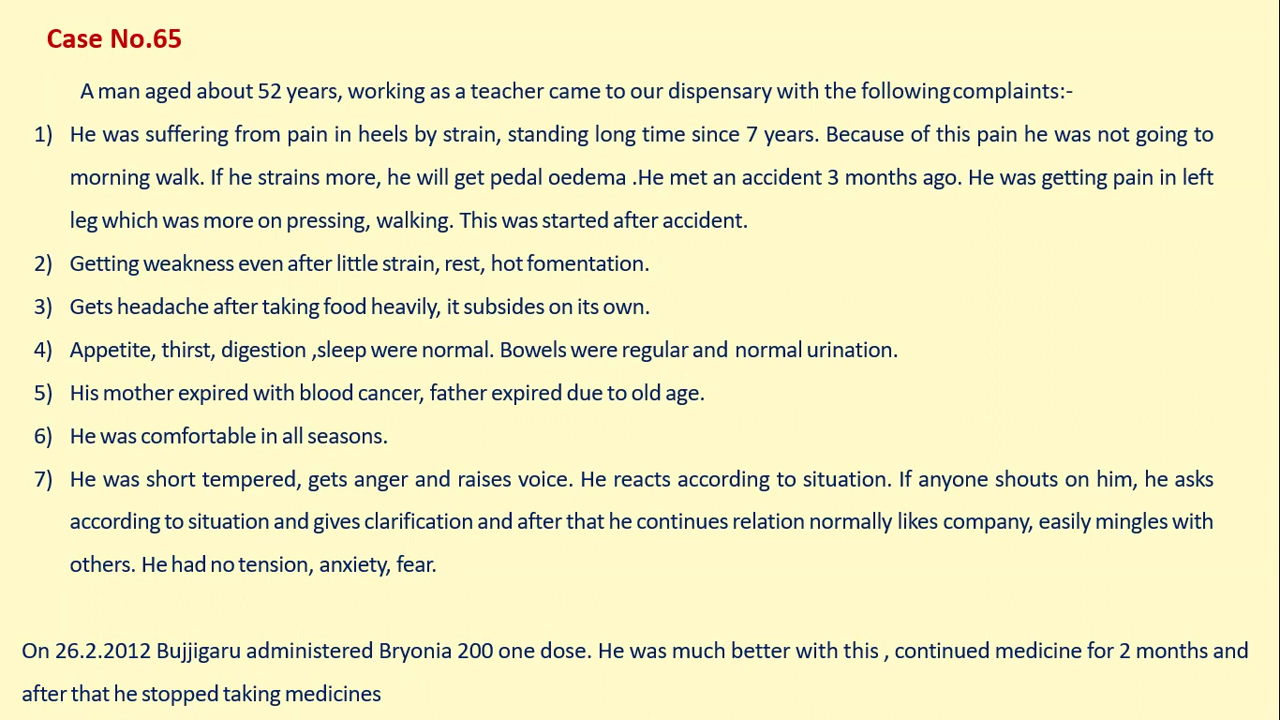 Case No.65
A man aged about 52 years, working as a teacher came to our dispensary with the following complaints:-
1) He was suffering from pain in heels by strain, standing long time since 7 years. Because of this pain he was not going to
morning walk. If he strains more, he will get pedal oedema .He met an accident 3 months ago. He was getting pain in left
leg which was more on pressing, walking. This was started after accident.
2) Getting weakness even after little strain, rest, hot fomentation.
3) Gets headache after taking food heavily, it subsides on its own.
4) Appetite, thirst, digestion ,sleep were normal. Bowels were regular and normal urination.
5) His mother expired with blood cancer, father expired due to old age.
6) He was comfortable in all seasons.
7) He was short tempered, gets anger and raises voice. He reacts according to situation. If anyone shouts on him, he asks
according to situation and gives clarification and after that he continues relation normally likes company, easily mingles with
others. He had no tension, anxiety, fear.
On 26.2.2012 Bujjigaru administered Bryonia 200 one dose. He was much better with this , continued medicine for 2 months and
after that he stopped taking medicines